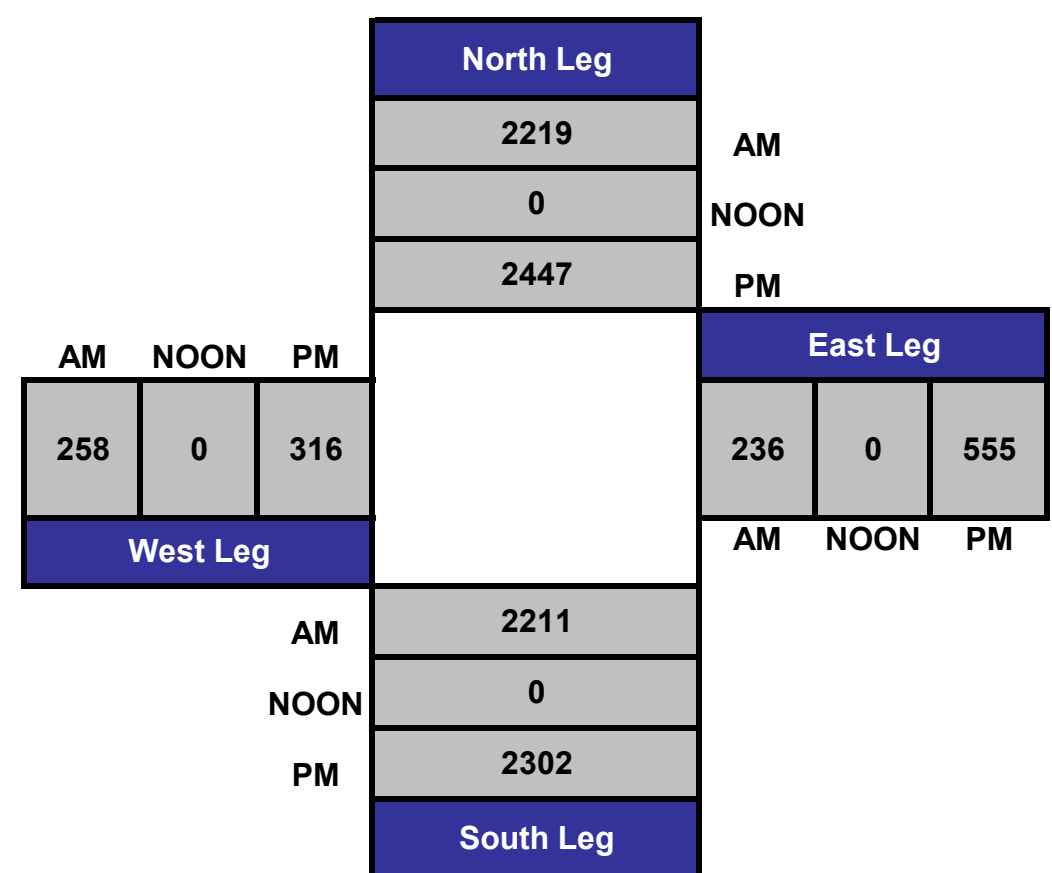 North Leg
2219 AM
0 NOON
2447 PM
East Leg
AM NOON PM
258 0 316
236 0 555
West Leg
AM NOON PM
AM 2211
NOON 0
PM 2302
South Leg